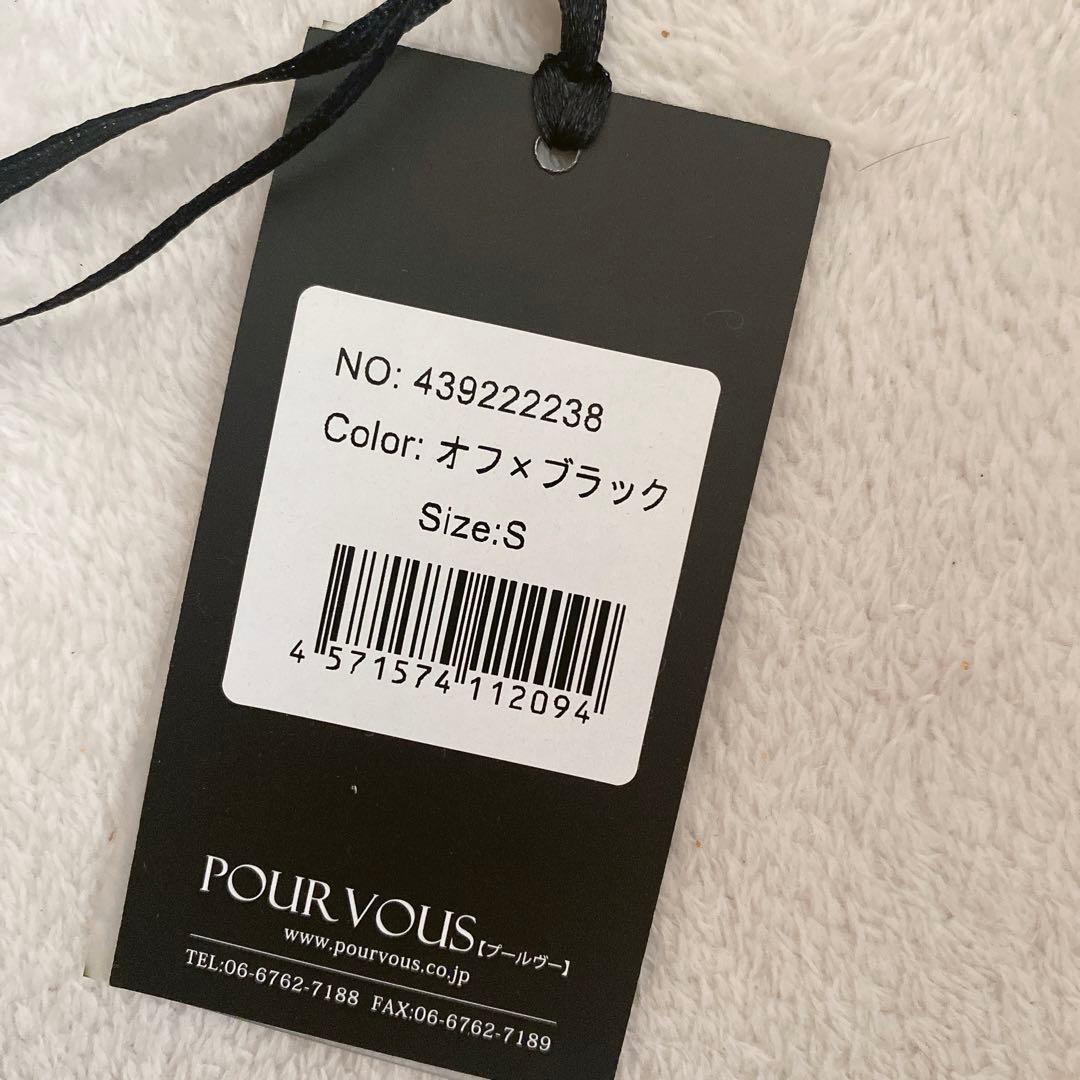 NO: 439222238
Color: オフ×ブラック
Size:S
4 571574 112094
POUR VOUS【プールヴー】
www.pourvous.co.jp
TEL:06-6762-7188 FAX:06-6762-7189